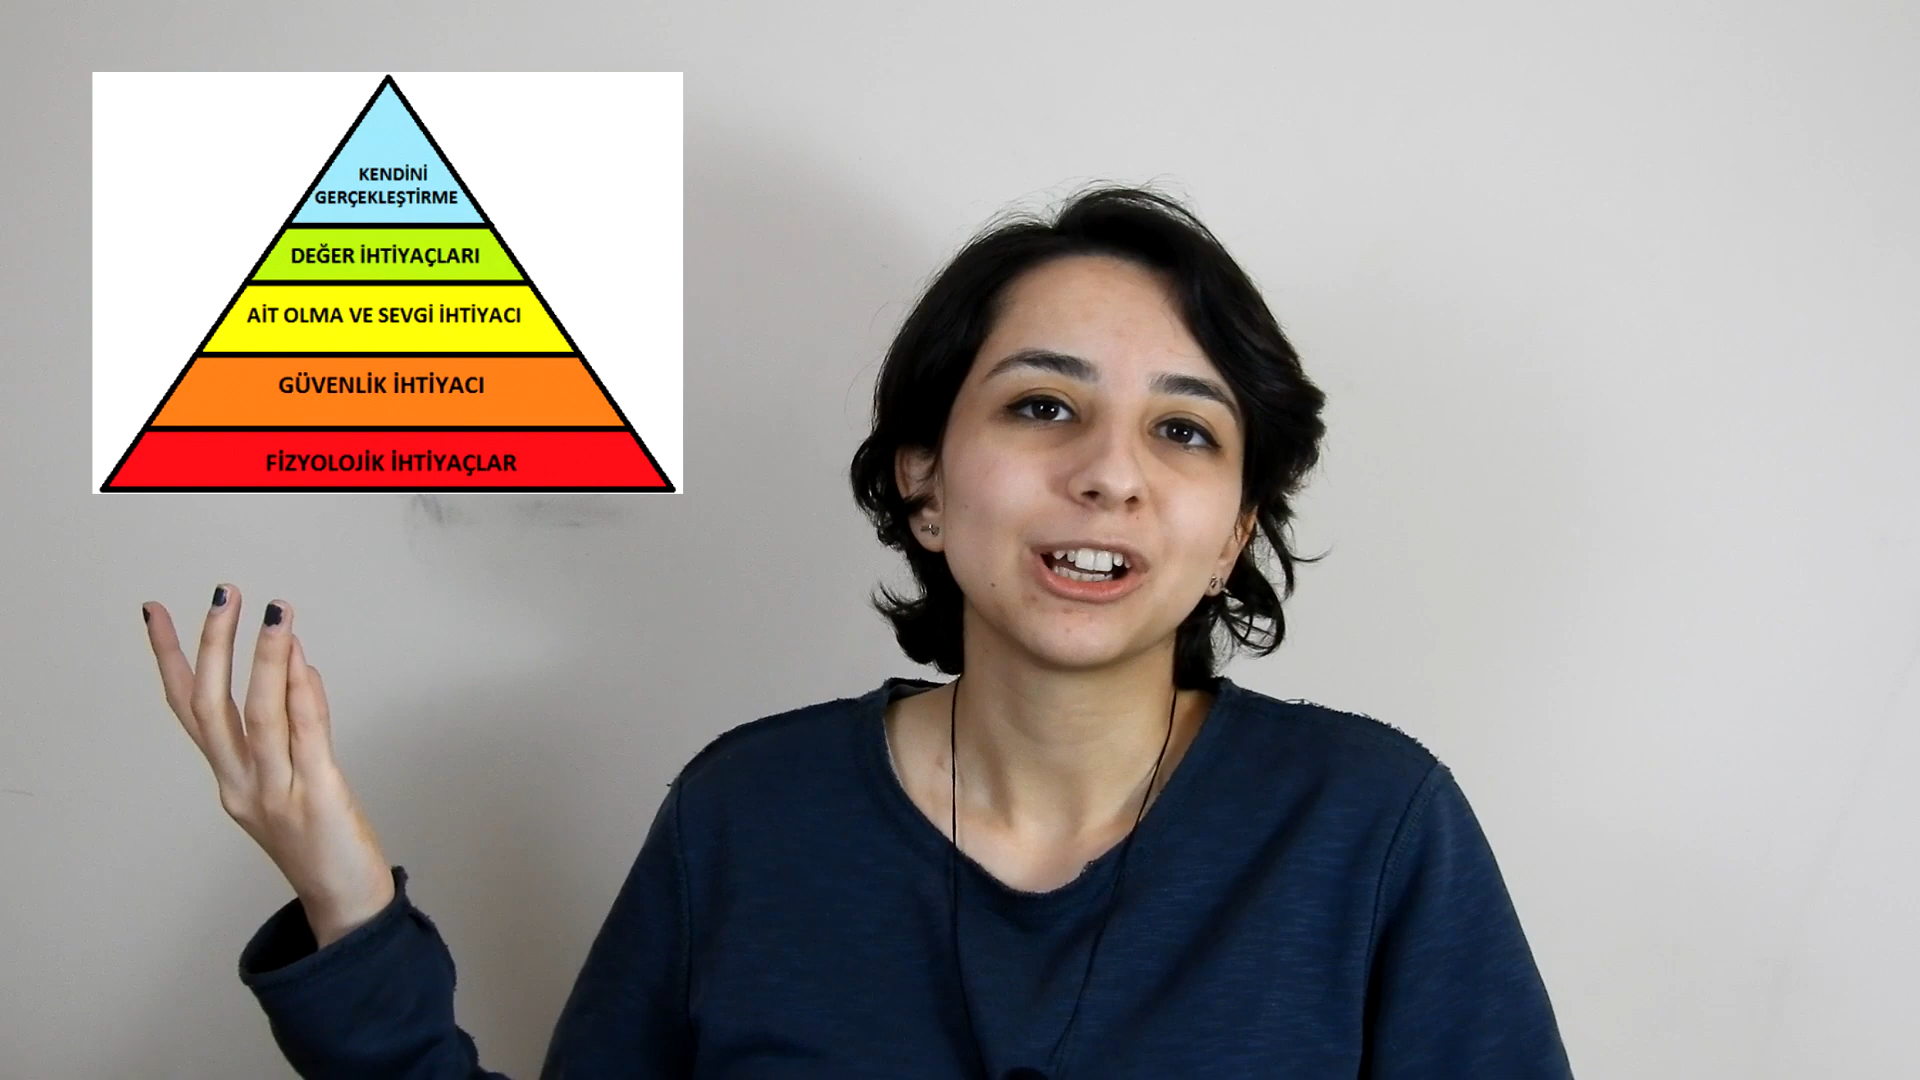 KENDİNİ
GERÇEKLEŞTİRME
DEĞER İHTİYAÇLARI
AİT OLMA VE SEVGİ İHTİYACI
GÜVENLİK İHTİYACI
FİZYOLOJİK İHTİYAÇLAR